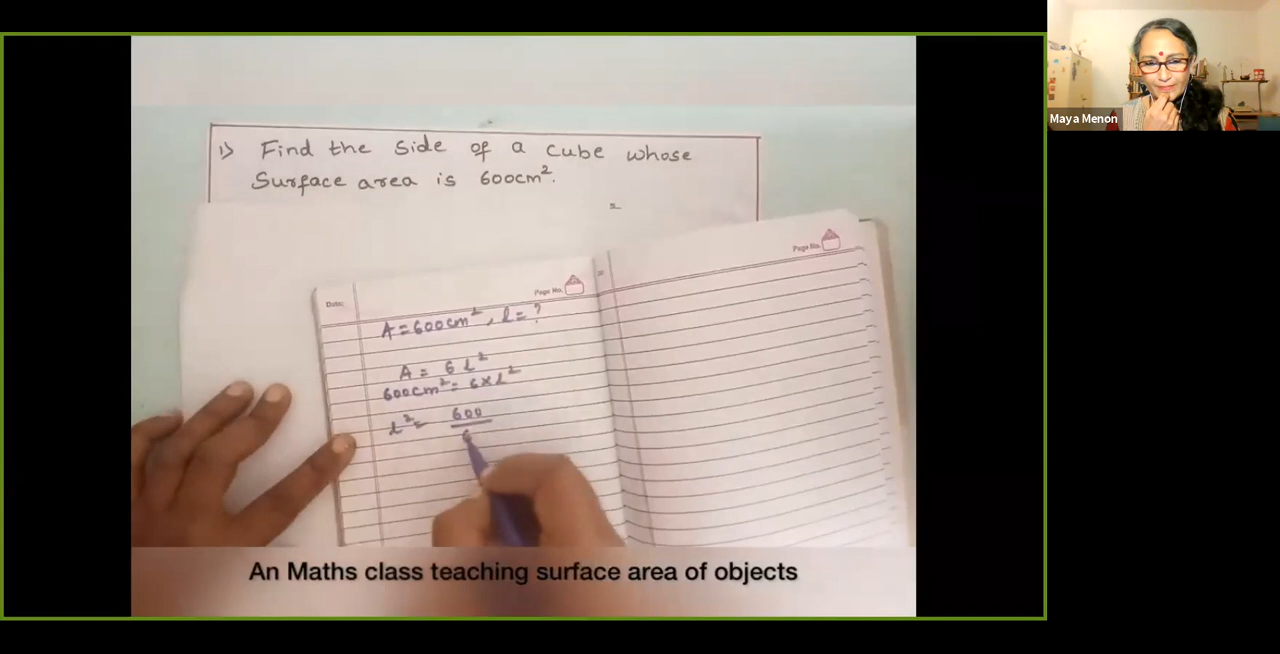 Maya Menon
1) Find the side of a cube whose
Surface area is 600cm².
=
Date:
Page No.
Page No.
=
A = 600cm², l = ?
A = 6 l²
600cm² = 6 x l²
l² = 600
6
An Maths class teaching surface area of objects